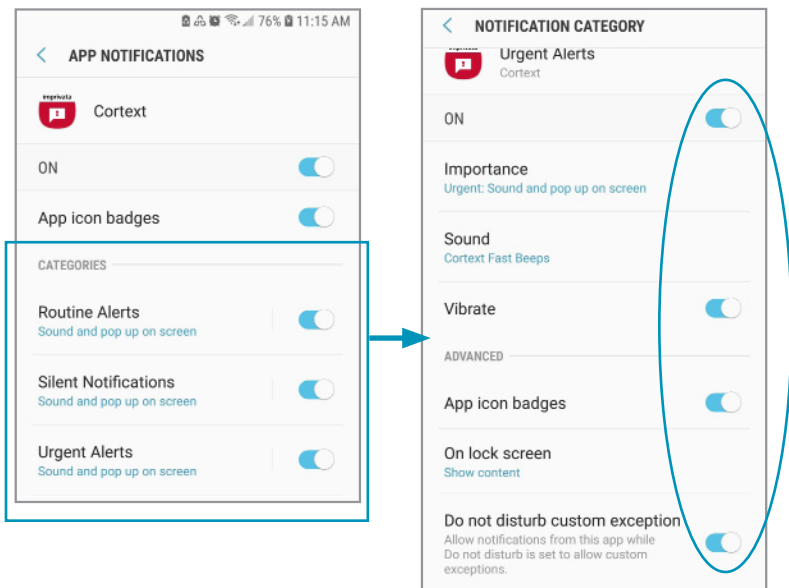 76% 11:15 AM
APP NOTIFICATIONS
imprivata
Cortext
ON
App icon badges
CATEGORIES
Routine Alerts
Sound and pop up on screen
Silent Notifications
Sound and pop up on screen
Urgent Alerts
Sound and pop up on screen
NOTIFICATION CATEGORY
Urgent Alerts
Cortext
ON
Importance
Urgent: Sound and pop up on screen
Sound
Cortext Fast Beeps
Vibrate
ADVANCED
App icon badges
On lock screen
Show content
Do not disturb custom exception
Allow notifications from this app while
Do not disturb is set to allow custom
exceptions.